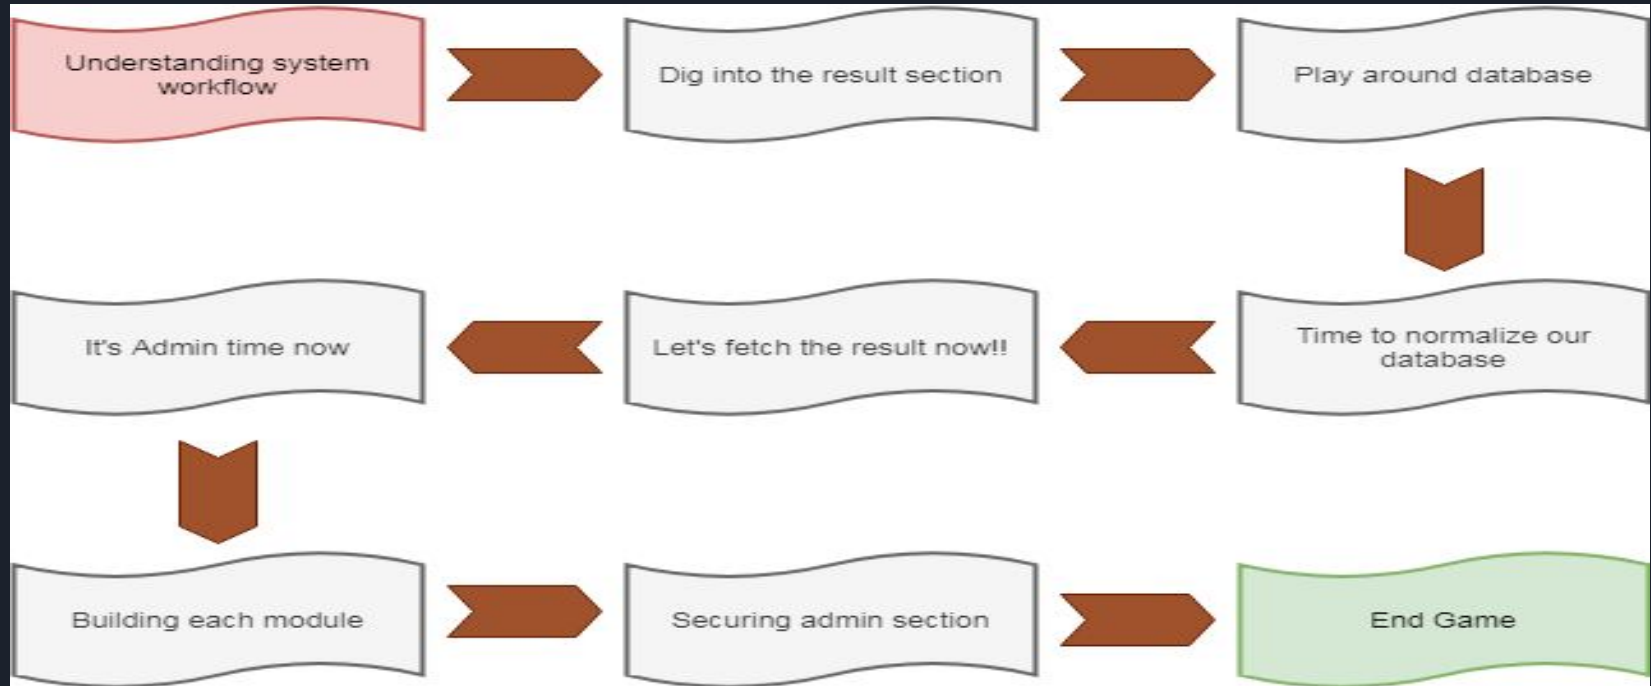 Understanding system
workflow
Dig into the result section
Play around database
Time to normalize our
database
Let's fetch the result now!!
It's Admin time now
Building each module
Securing admin section
End Game